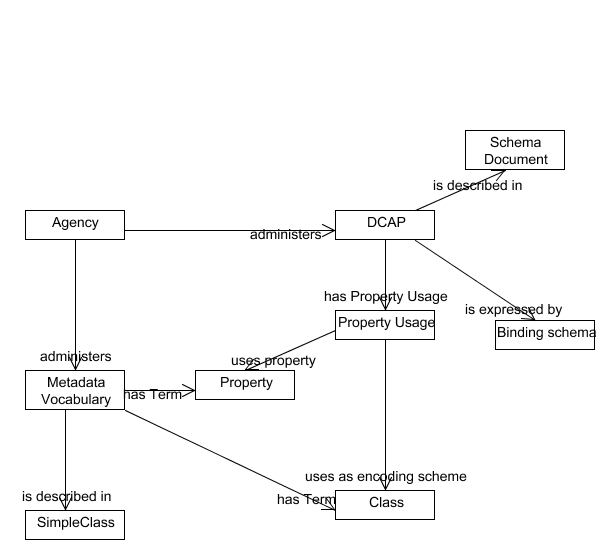 Schema
Document
is described in
Agency
DCAP
administers
has Property Usage
is expressed by
Property Usage
Binding schema
administers
uses property
Metadata
Vocabulary
has Term
Property
uses as encoding scheme
is described in
has Term
Class
SimpleClass